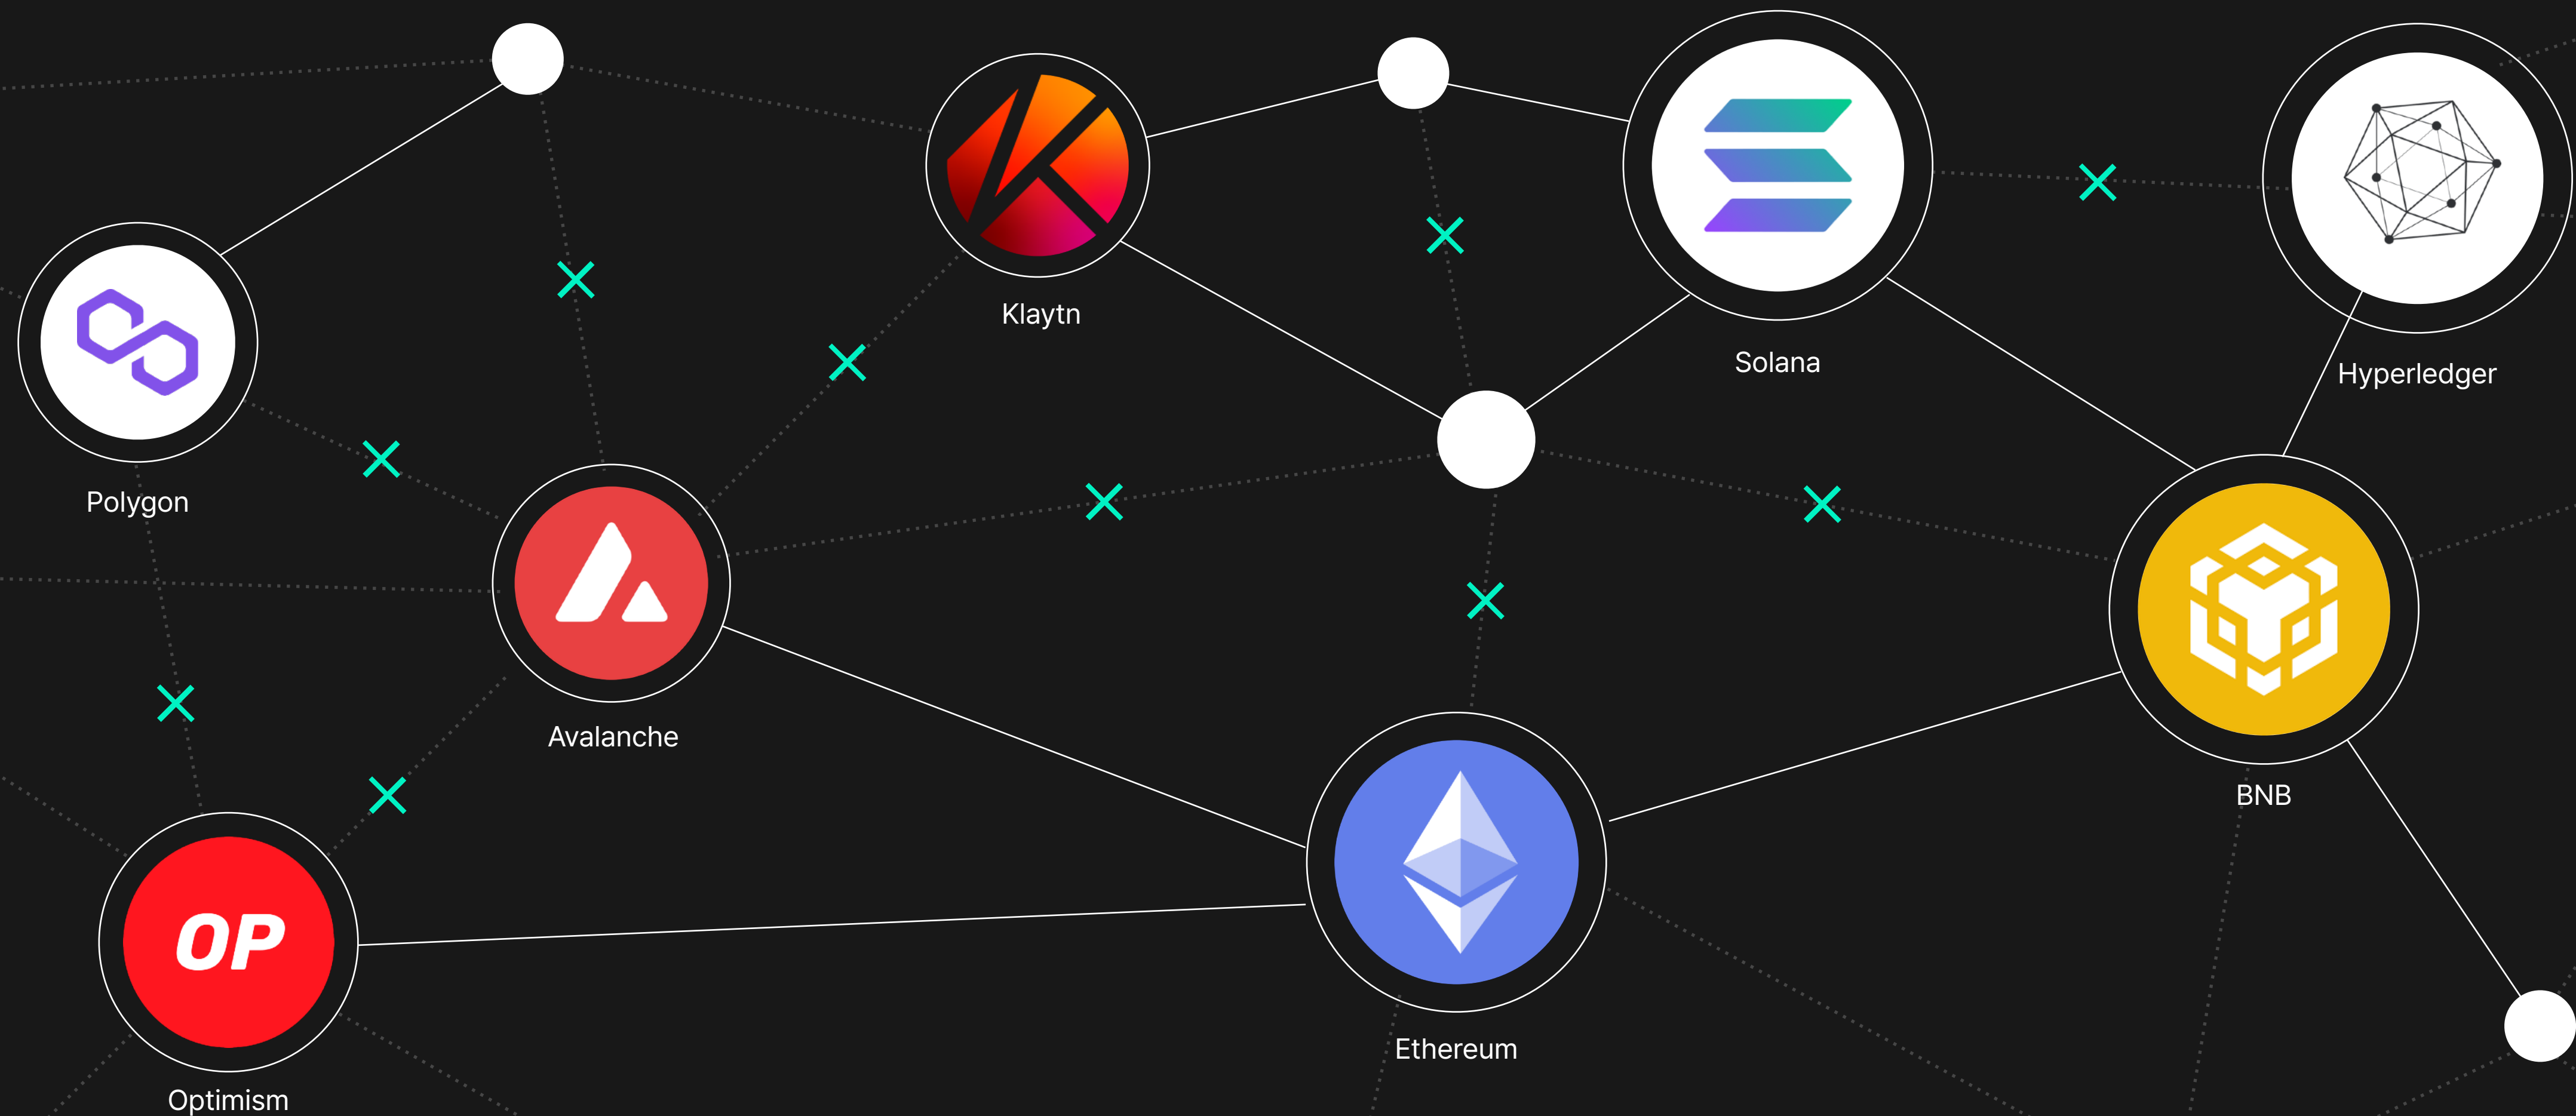 Klaytn
Solana
Hyperledger
Polygon
Avalanche
BNB
OP
Ethereum
Optimism